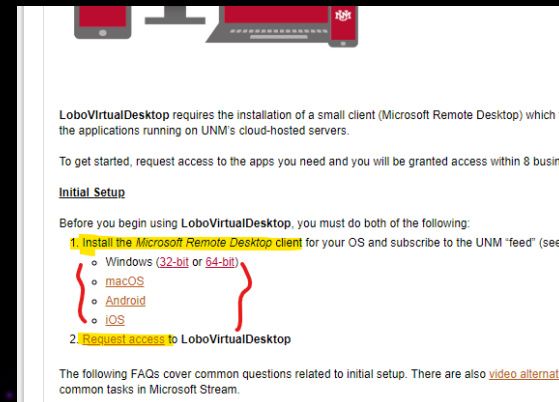 LoboVIrtualDesktop requires the installation of a small client (Microsoft Remote Desktop) which
the applications running on UNM's cloud-hosted servers.
To get started, request access to the apps you need and you will be granted access within 8
Initial Setup
Before you begin using LoboVirtualDesktop, you must do both of the following:
1. Install the Microsoft Remote Desktop client for your OS and subscribe to the UNM "feed"
Windows (32-bit or 64-bit)
macOS
Android
iOS
2. Request access to LoboVirtualDesktop
The following FAQs cover common questions related to initial setup. There are also video
common tasks in Microsoft Stream.